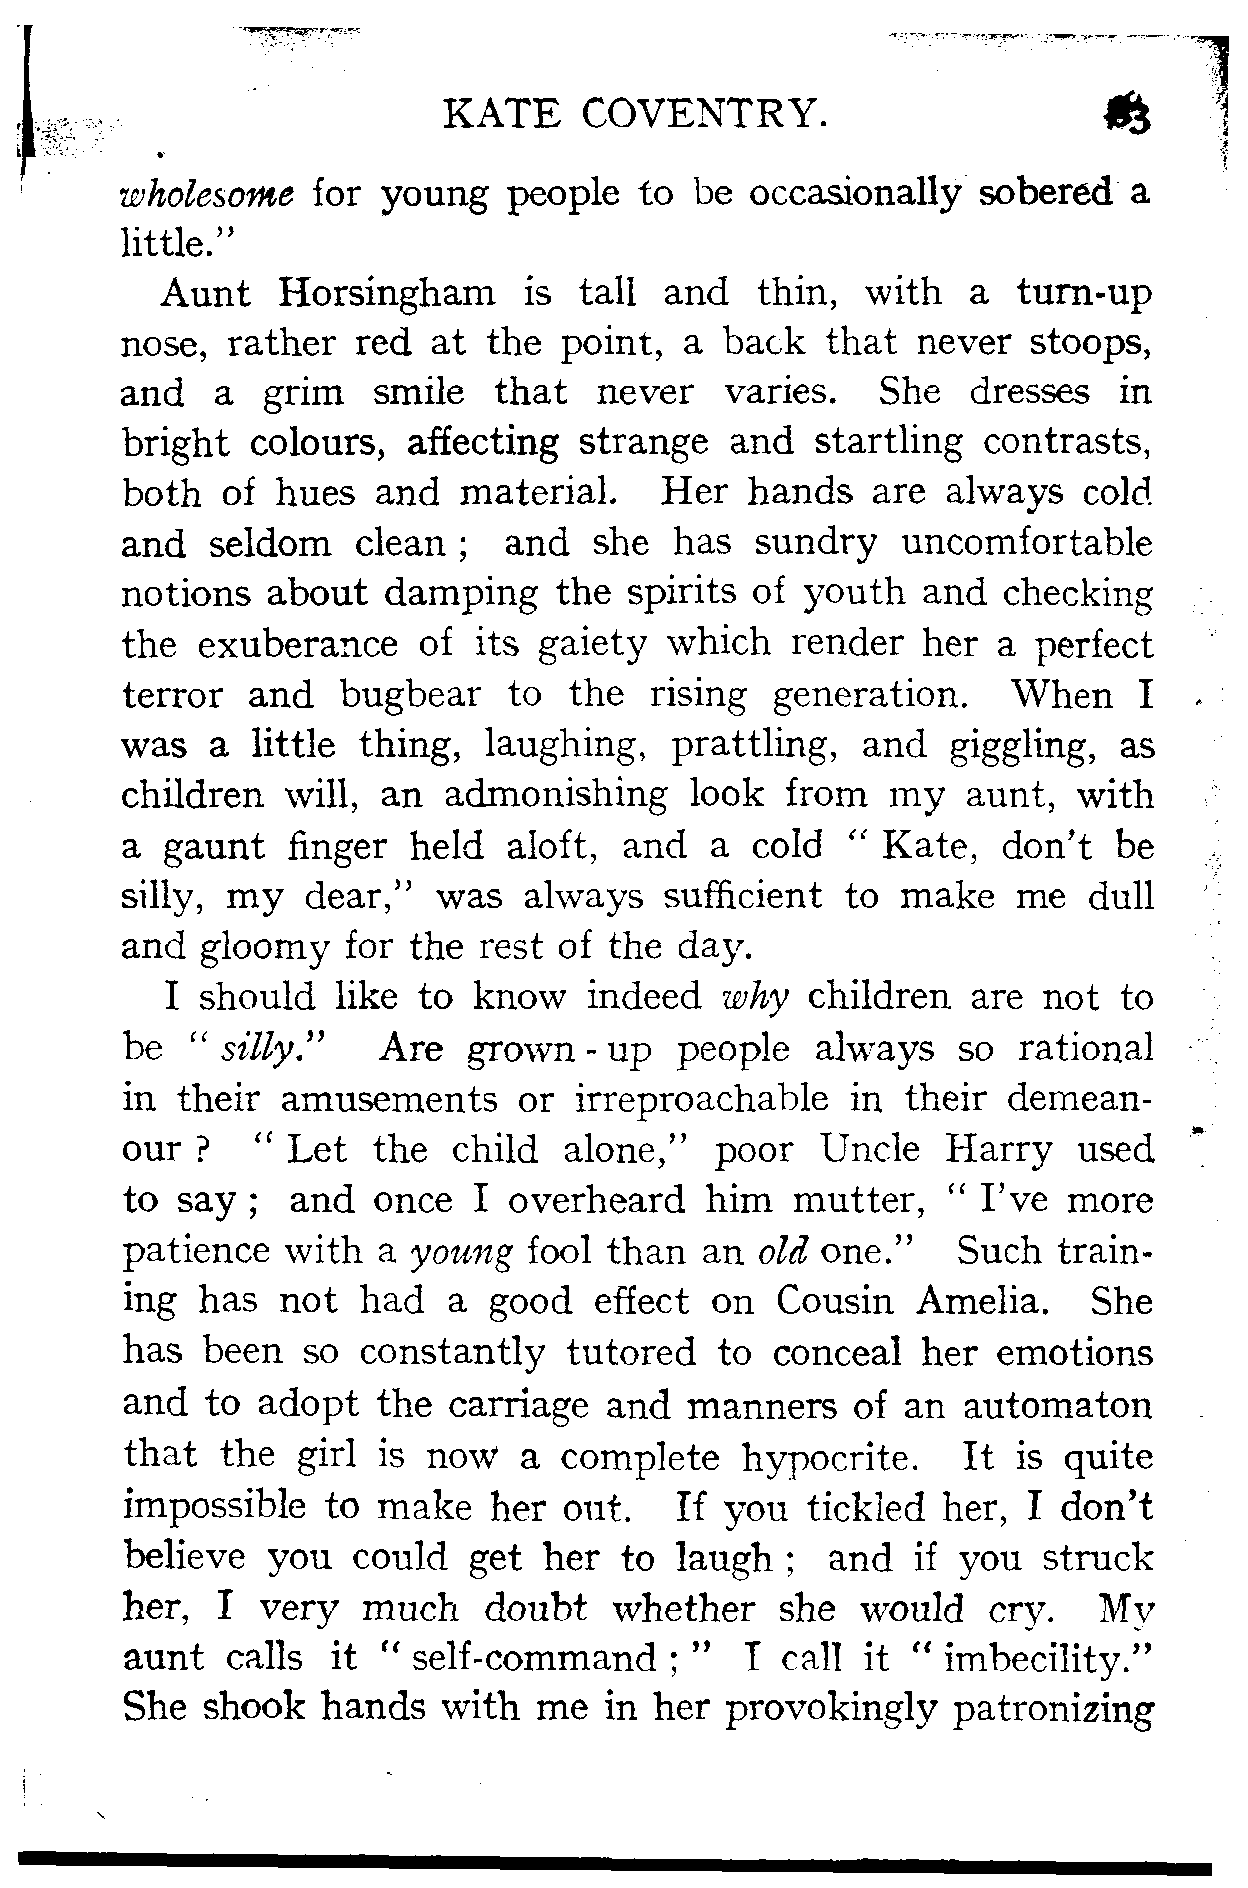 KATE COVENTRY.
wholesome for young people to be occasionally sobered a
little."
Aunt Horsingham is tall and thin, with a turn-up
nose, rather red at the point, a back that never stoops,
and a grim smile that never varies. She dresses in
bright colours, affecting strange and startling contrasts,
both of hues and material. Her hands are always cold
and seldom clean ; and she has sundry uncomfortable
notions about damping the spirits of youth and checking
the exuberance of its gaiety which render her a perfect
terror and bugbear to the rising generation. When I
was a little thing, laughing, prattling, and giggling, as
children will, an admonishing look from my aunt, with
a gaunt finger held aloft, and a cold " Kate, don't be
silly, my dear," was always sufficient to make me dull
and gloomy for the rest of the day.
I should like to know indeed why children are not to
be " silly." Are grown - up people always so rational
in their amusements or irreproachable in their demean-
our ? " Let the child alone," poor Uncle Harry used
to say ; and once I overheard him mutter, " I've more
patience with a young fool than an old one." Such train-
ing has not had a good effect on Cousin Amelia. She
has been so constantly tutored to conceal her emotions
and to adopt the carriage and manners of an automaton
that the girl is now a complete hypocrite. It is quite
impossible to make her out. If you tickled her, I don't
believe you could get her to laugh ; and if you struck
her, I very much doubt whether she would cry. My
aunt calls it " self-command ; " I call it " imbecility."
She shook hands with me in her provokingly patronizing